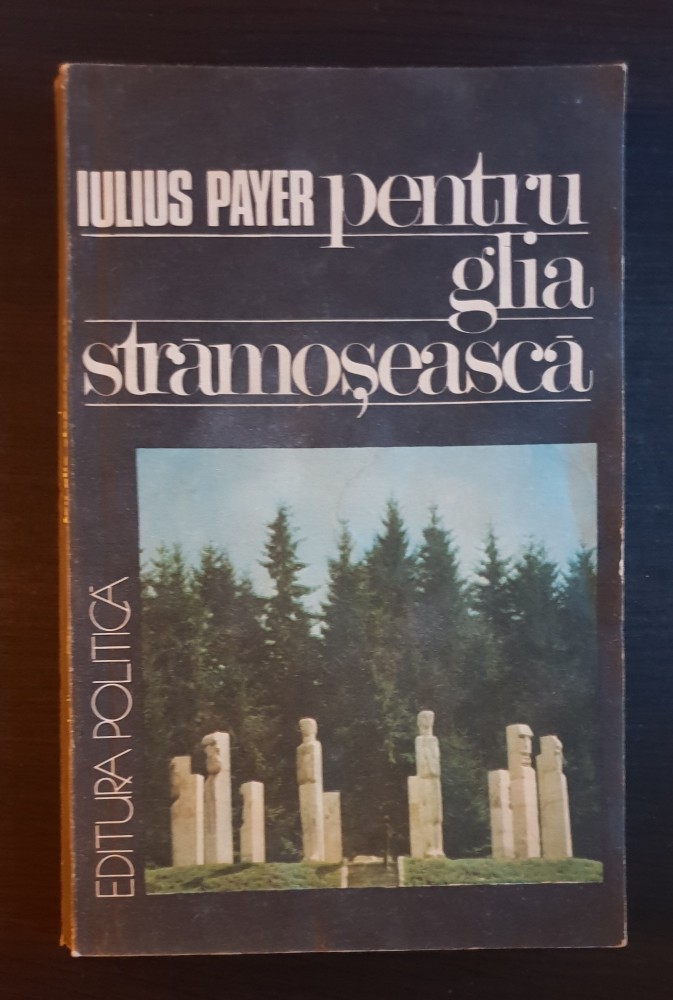 IULIUS PAYER pentru
glia
strămoșească
EDITURA POLITICĂ